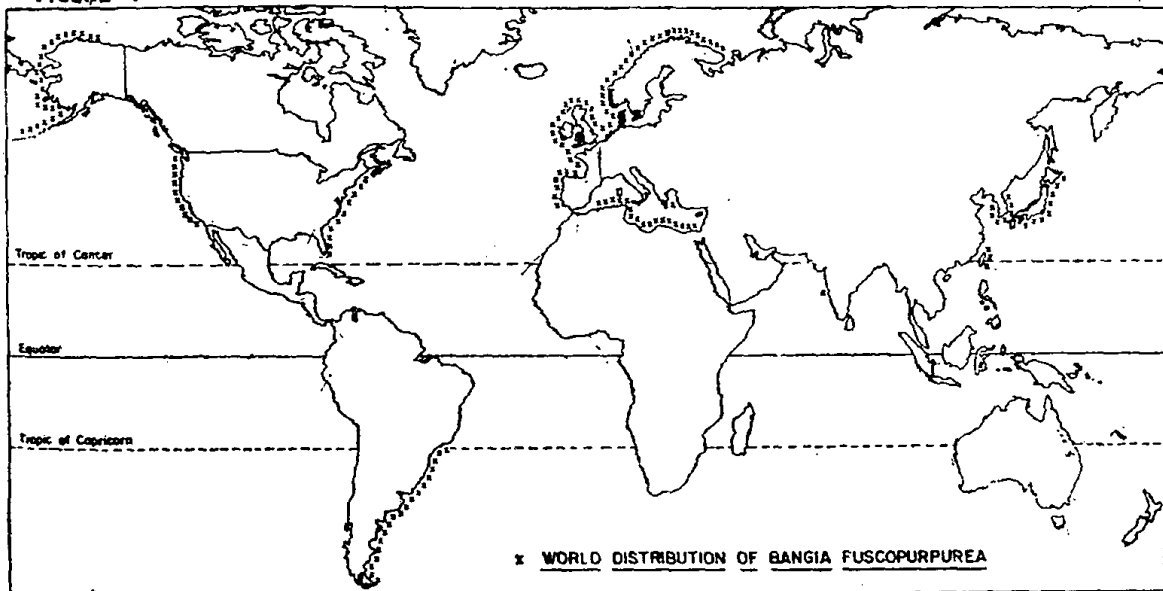 Tropic of Cancer
Equator
Tropic of Capricorn
x WORLD DISTRIBUTION OF BANGIA FUSCOPURPUREA